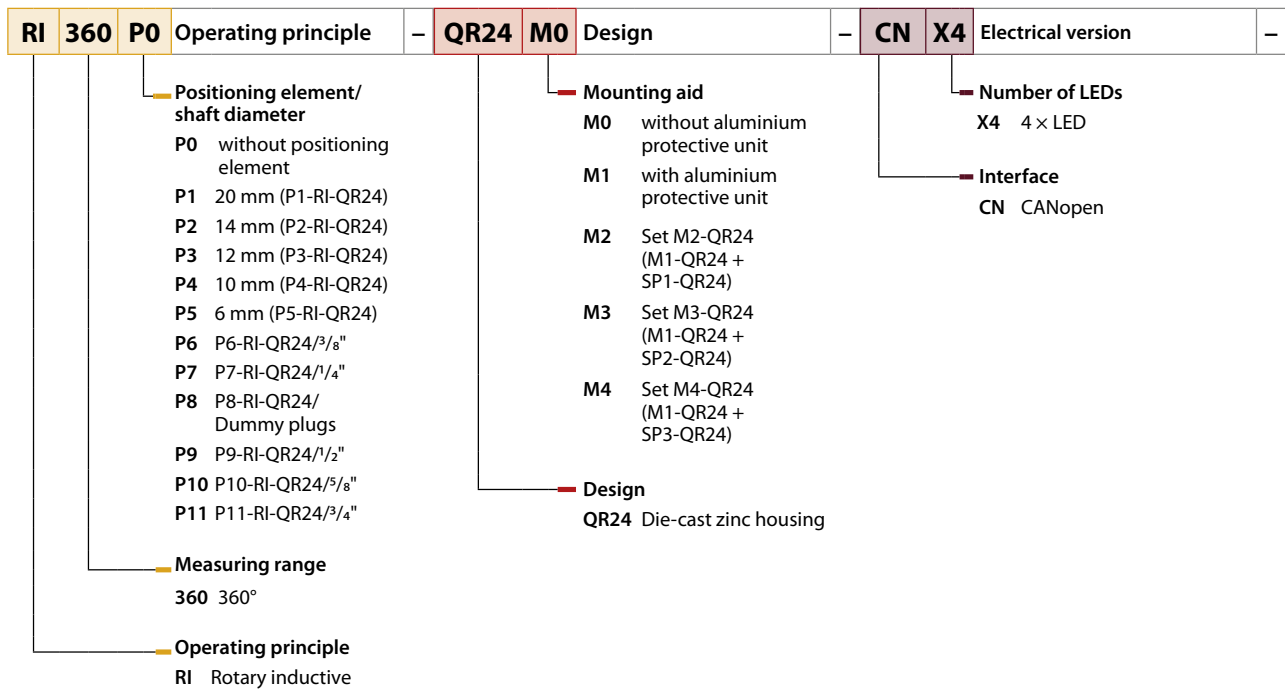 RI 360 P0 Operating principle – QR24 M0 Design – CN X4 Electrical version –
Positioning element/
shaft diameter
P0 without positioning
element
P1 20 mm (P1-RI-QR24)
P2 14 mm (P2-RI-QR24)
P3 12 mm (P3-RI-QR24)
P4 10 mm (P4-RI-QR24)
P5 6 mm (P5-RI-QR24)
P6 P6-RI-QR24/³/₈"
P7 P7-RI-QR24/¹/₄"
P8 P8-RI-QR24/
Dummy plugs
P9 P9-RI-QR24/¹/₂"
P10 P10-RI-QR24/⁵/₈"
P11 P11-RI-QR24/³/₄"
Measuring range
360 360°
Operating principle
RI Rotary inductive
Mounting aid
M0 without aluminium
protective unit
M1 with aluminium
protective unit
M2 Set M2-QR24
(M1-QR24 +
SP1-QR24)
M3 Set M3-QR24
(M1-QR24 +
SP2-QR24)
M4 Set M4-QR24
(M1-QR24 +
SP3-QR24)
Design
QR24 Die-cast zinc housing
Number of LEDs
X4 4 × LED
Interface
CN CANopen